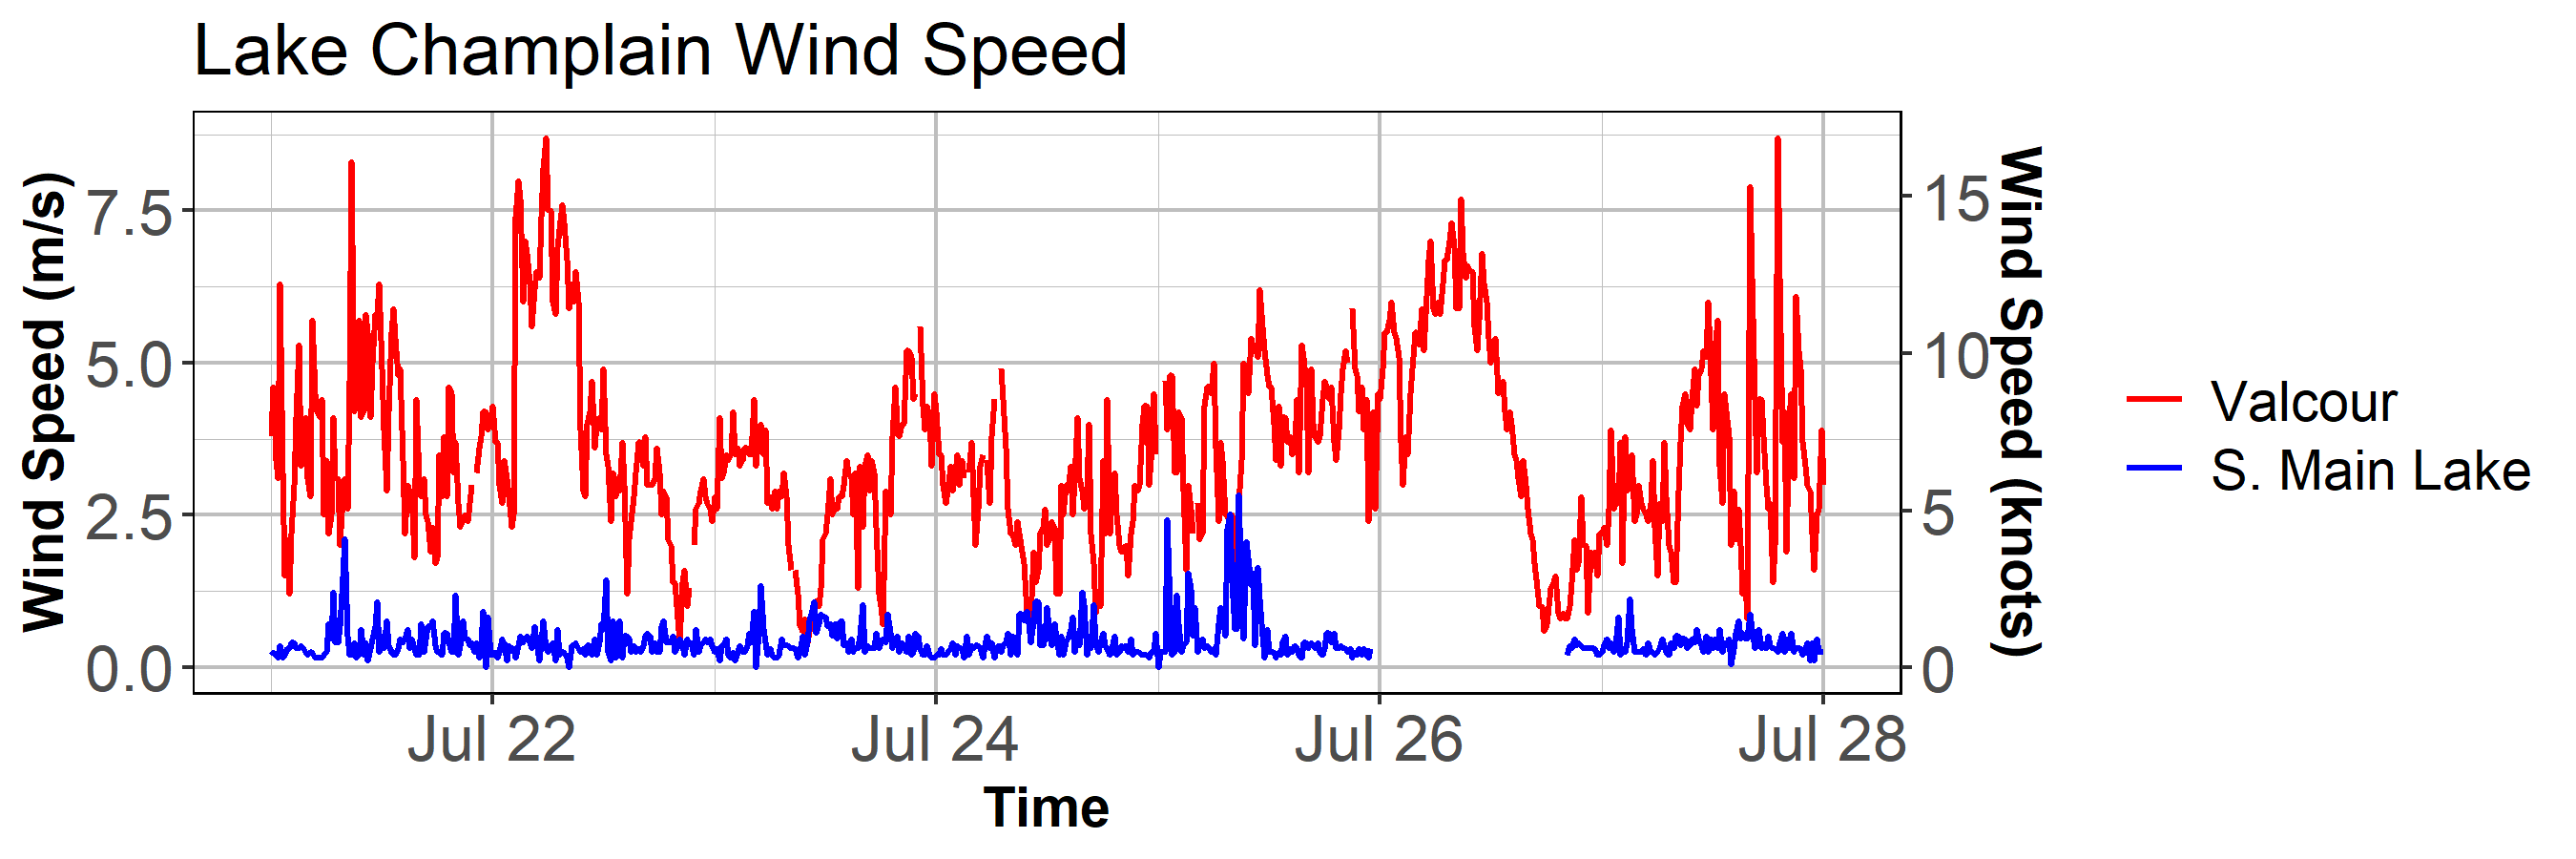 Lake Champlain Wind Speed
Wind Speed (m/s)
7.5
5.0
2.5
0.0
15
10
5
0
Wind Speed (knots)
Jul 22
Jul 24
Jul 26
Jul 28
Time
Valcour
S. Main Lake